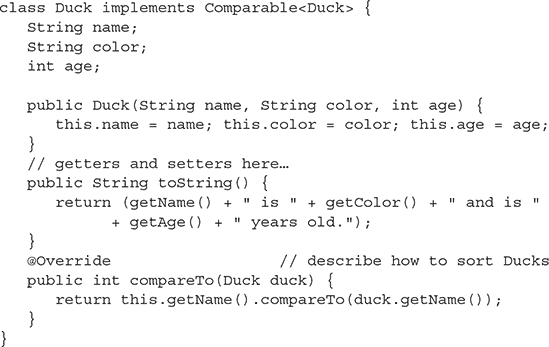 class Duck implements Comparable<Duck> {
   String name;
   String color;
   int age;

   public Duck(String name, String color, int age) {
      this.name = name; this.color = color; this.age = age;
   }
   // getters and setters here…
   public String toString() {
      return (getName() + " is " + getColor() + " and is "
            + getAge() + " years old.");
   }
   @Override                  // describe how to sort Ducks
   public int compareTo(Duck duck) {
      return this.getName().compareTo(duck.getName());
   }
}